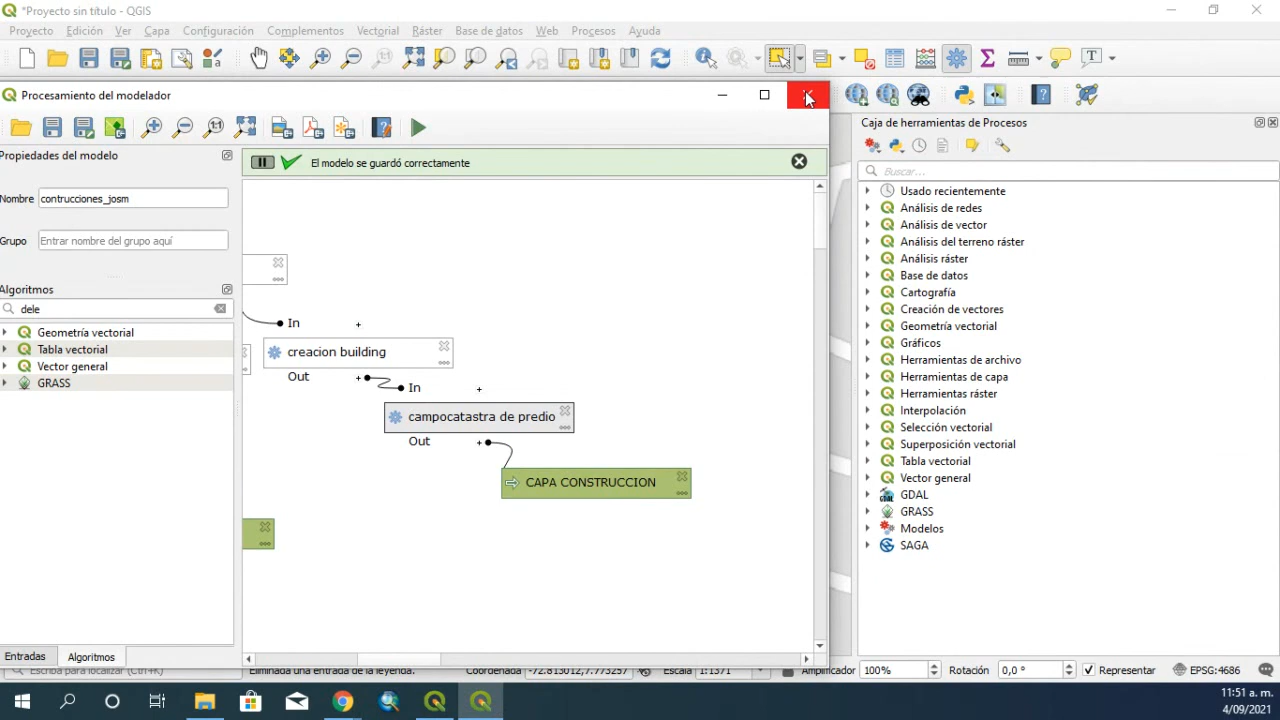 *Proyecto sin título - QGIS
Proyecto Edición Ver Capa Configuración Complementos Vectorial Ráster Base de datos Web Procesos Ayuda
Procesamiento del modelador
Caja de herramientas de Procesos
Propiedades del modelo
El modelo se guardó correctamente
Buscar...
Nombre contrucciones_josm
Grupo Entrar nombre del grupo aquí
Algoritmos
dele
Geometría vectorial
Tabla vectorial
Vector general
GRASS
In
creacion building
Out
In
campocatastra de predio
Out
CAPA CONSTRUCCION
Usado recientemente
Análisis de redes
Análisis de vector
Análisis del terreno ráster
Análisis ráster
Base de datos
Cartografía
Creación de vectores
Geometría vectorial
Gráficos
Herramientas de archivo
Herramientas de capa
Herramientas ráster
Interpolación
Selección vectorial
Superposición vectorial
Tabla vectorial
Vector general
GDAL
GRASS
Modelos
SAGA
Entradas Algoritmos
Escriba para localizar (Ctrl+K) Eliminada una entrada de la leyenda. Coordenada -72.813012,7.773257 Escala 1:1371 Amplificador 100% Rotación 0,0 ° Representar EPSG:4686
11:51 a. m.
4/09/2021